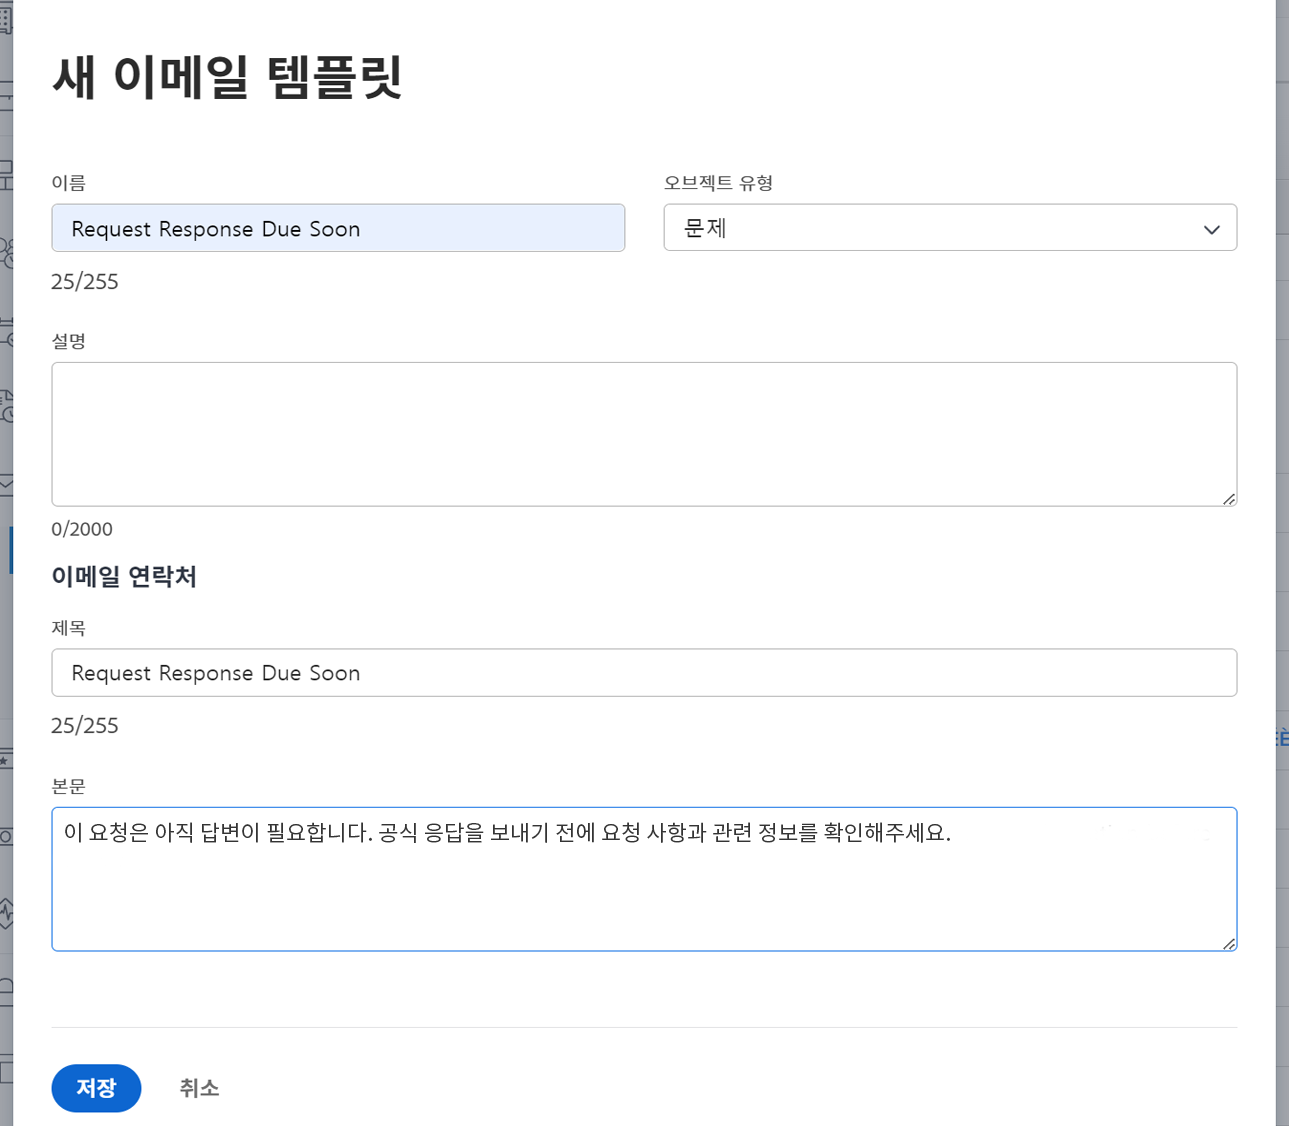 새 이메일 템플릿
이름
오브젝트 유형
Request Response Due Soon
문제
25/255
설명
0/2000
이메일 연락처
제목
Request Response Due Soon
25/255
본문
이 요청은 아직 답변이 필요합니다. 공식 응답을 보내기 전에 요청 사항과 관련 정보를 확인해주세요.
저장
취소